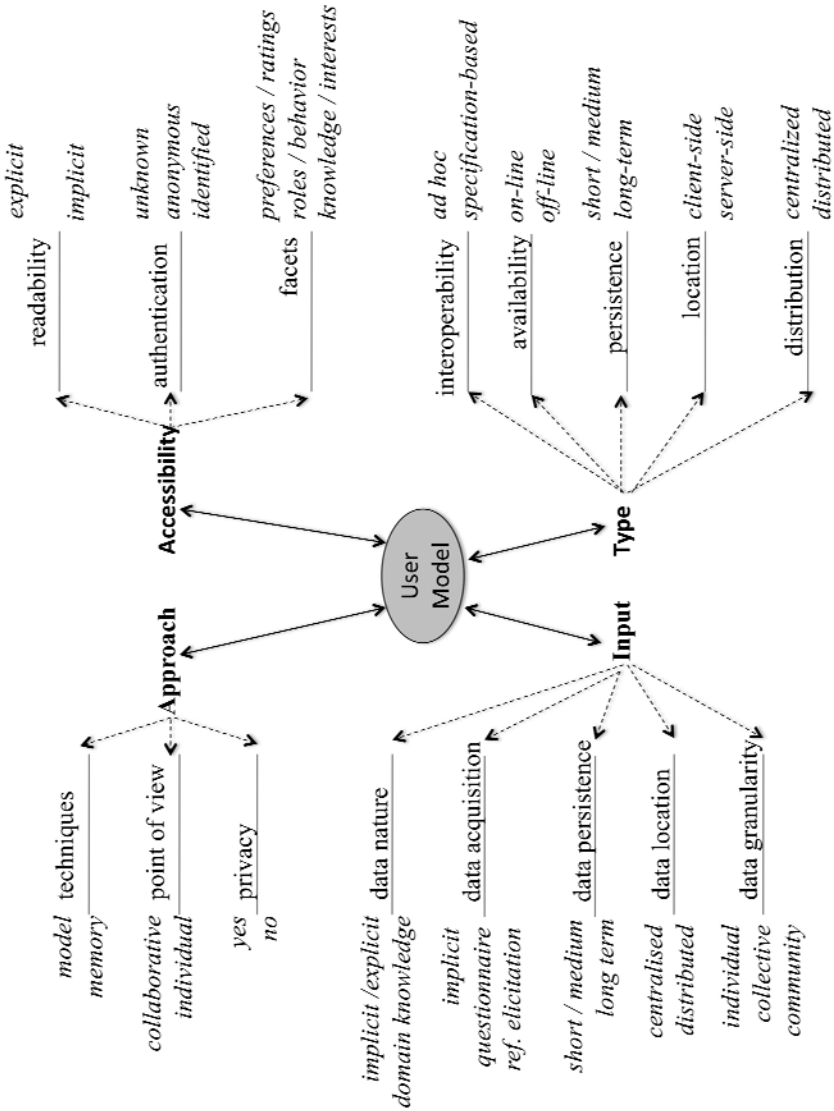 model
memory
techniques
collaborative
individual
point of view
yes
no
privacy
Approach
explicit
implicit
readability
unknown
anonymous
identified
authentication
preferences / ratings
roles / behavior
knowledge / interests
facets
Accessibility
User
Model
implicit /explicit
domain knowledge
data nature
implicit
questionnaire
ref. elicitation
data acquisition
short / medium
long term
data persistence
centralised
distributed
data location
individual
collective
community
data granularity
Input
ad hoc
specification-based
interoperability
on-line
off-line
availability
short / medium
long-term
persistence
client-side
server-side
location
centralized
distributed
distribution
Type